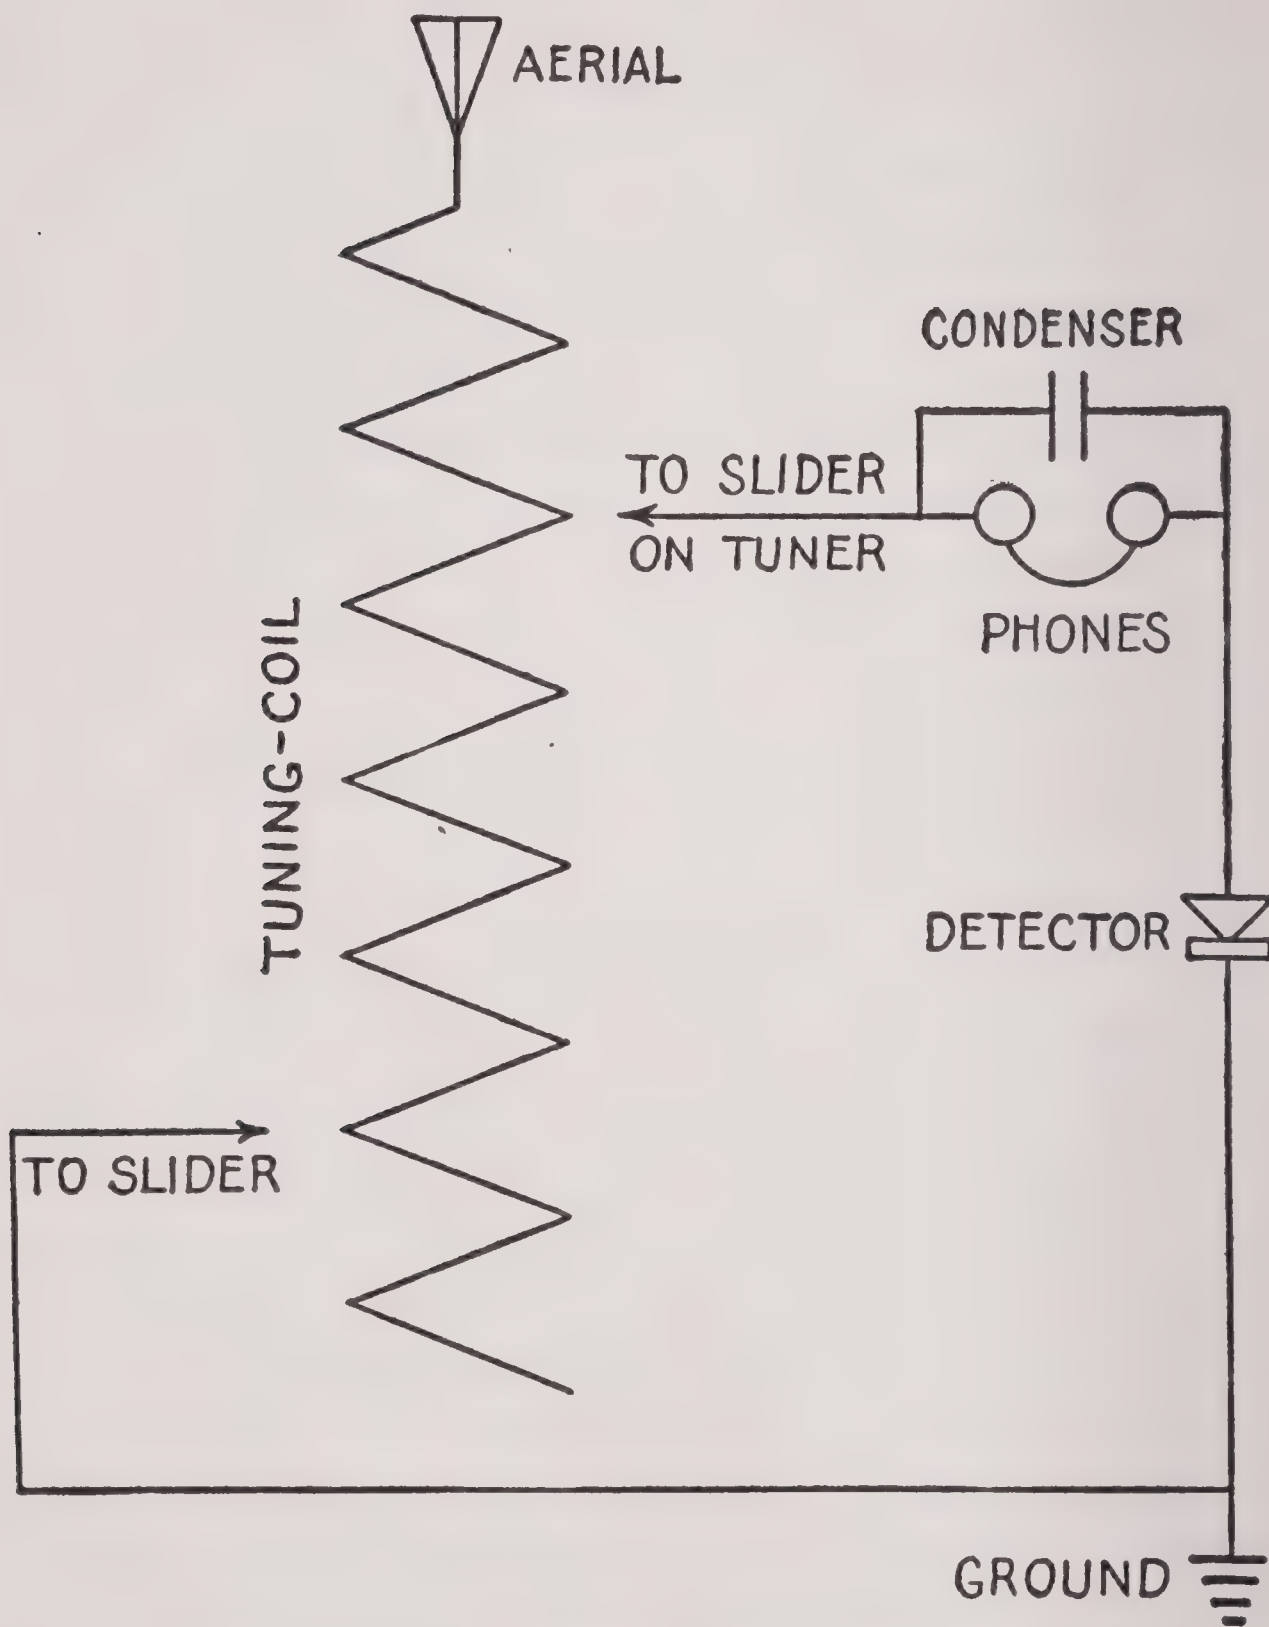 AERIAL
CONDENSER
TO SLIDER
ON TUNER
PHONES
TUNING-COIL
DETECTOR
TO SLIDER
GROUND